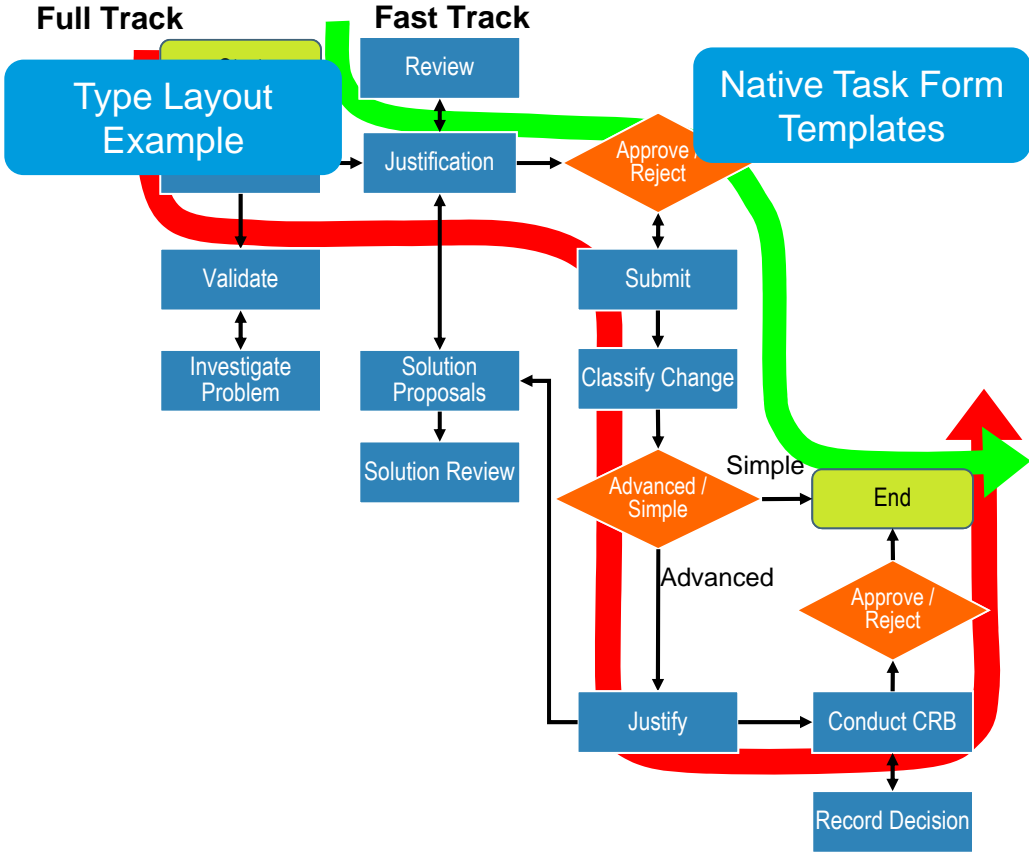 Full Track
Fast Track
Review
Type Layout
Example
Native Task Form
Templates
Justification
Approve /
Reject
Validate
Submit
Investigate
Problem
Solution
Proposals
Classify Change
Solution Review
Advanced /
Simple
Simple
End
Advanced
Approve /
Reject
Justify
Conduct CRB
Record Decision